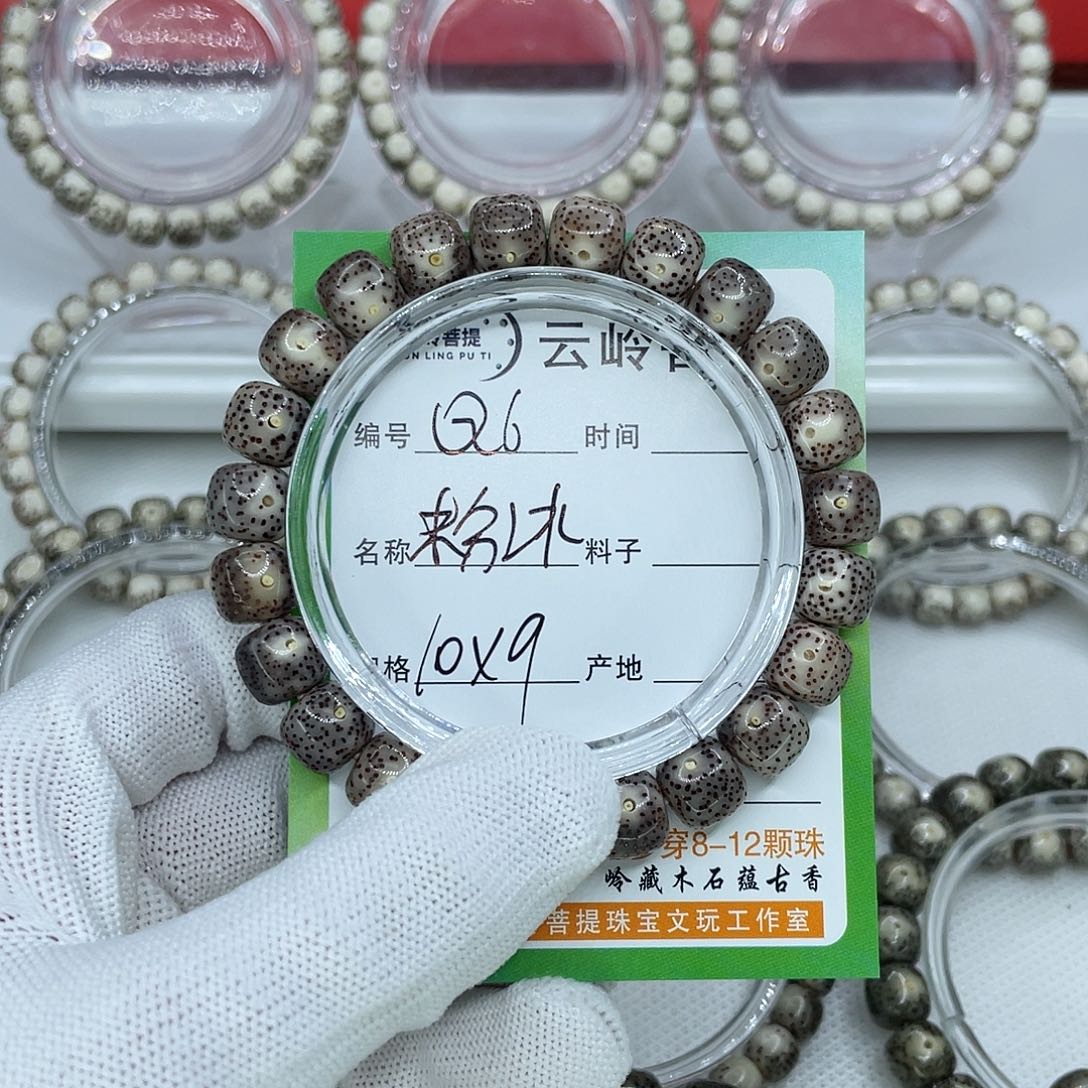 岭菩提 云岭
N LING PU TI
编号 Q6 时间
名称 粉冰 料子
规格 10X9 产地
穿8-12颗珠
岭藏木石蕴古香
菩提珠宝文玩工作室